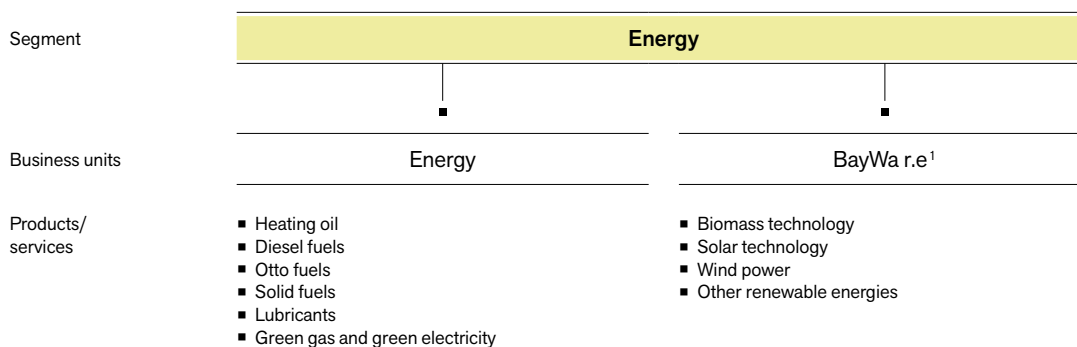 Segment
Energy
Business units
Energy
BayWa r.e¹
Products/
services
▪ Heating oil
▪ Diesel fuels
▪ Otto fuels
▪ Solid fuels
▪ Lubricants
▪ Green gas and green electricity
▪ Biomass technology
▪ Solar technology
▪ Wind power
▪ Other renewable energies